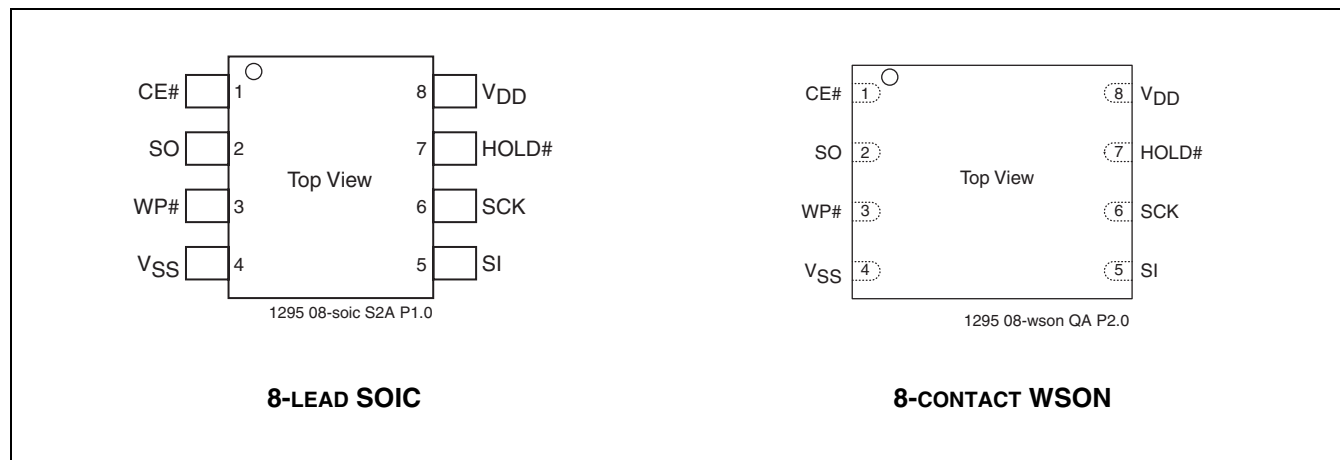 CE# 1 8 VDD
SO 2 7 HOLD#
Top View
WP# 3 6 SCK
VSS 4 5 SI
1295 08-soic S2A P1.0
8-LEAD SOIC
CE# 1 8 VDD
SO 2 7 HOLD#
Top View
WP# 3 6 SCK
VSS 4 5 SI
1295 08-wson QA P2.0
8-CONTACT WSON